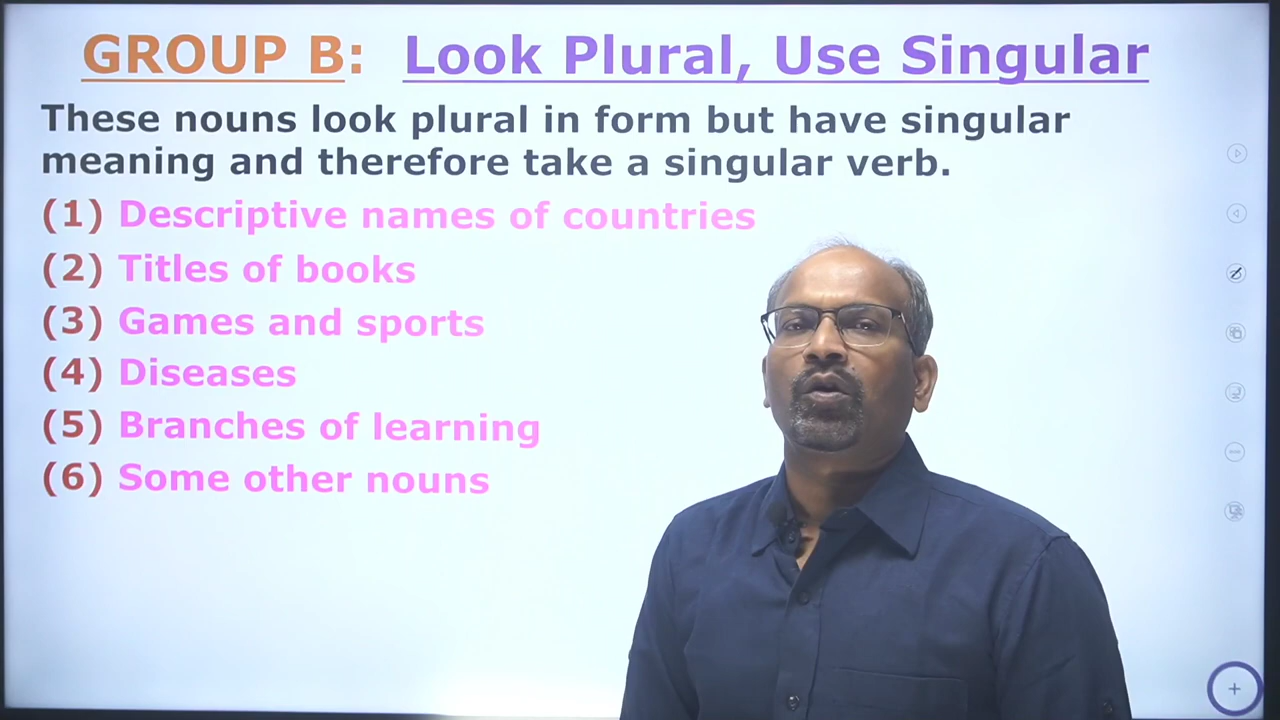 GROUP B: Look Plural, Use Singular
These nouns look plural in form but have singular
meaning and therefore take a singular verb.
(1) Descriptive names of countries
(2) Titles of books
(3) Games and sports
(4) Diseases
(5) Branches of learning
(6) Some other nouns